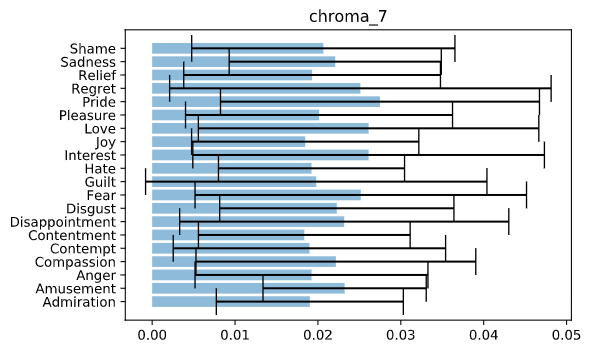 chroma_7
Shame
Sadness
Relief
Regret
Pride
Pleasure
Love
Joy
Interest
Hate
Guilt
Fear
Disgust
Disappointment
Contentment
Contempt
Compassion
Anger
Amusement
Admiration
0.00 0.01 0.02 0.03 0.04 0.05